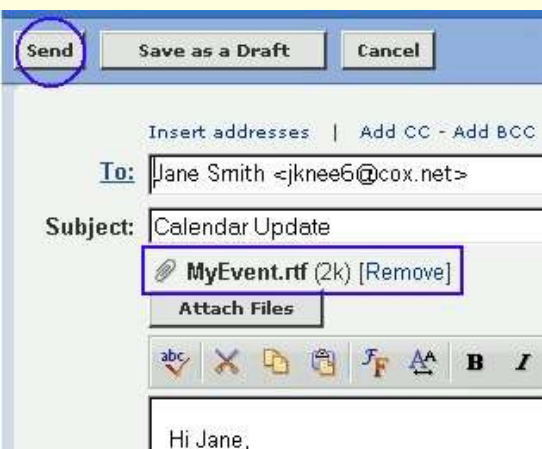 Send Save as a Draft Cancel
Insert addresses | Add CC - Add BCC
To: Jane Smith <jknee6@cox.net>
Subject: Calendar Update
MyEvent.rtf (2k) [Remove]
Attach Files
abc F F A A B I
Hi Jane,